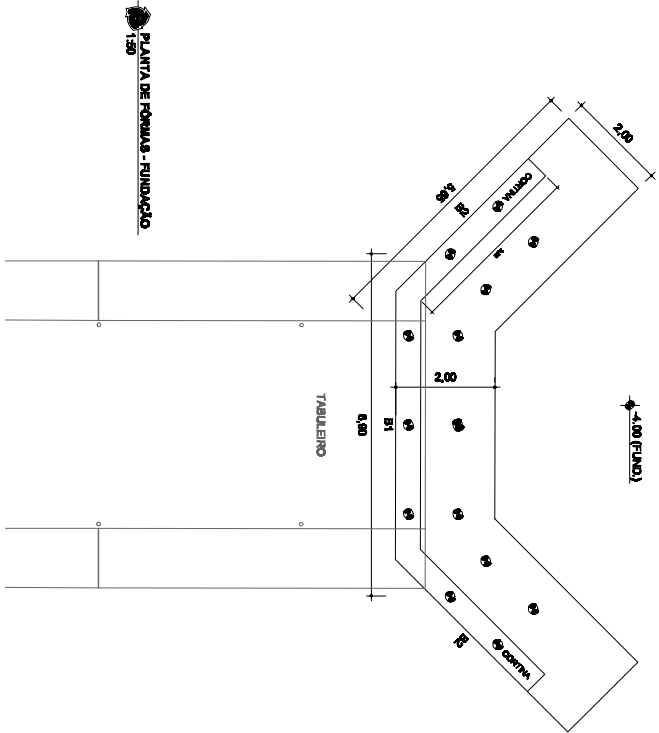 PLANTA DE FÔRMAS - FUNDAÇÃO
1:50
2,00
CORTINA
5,65
B2
2,00
-4.00 (FUND.)
B1
6,90
TABULEIRO
B2
CORTINA